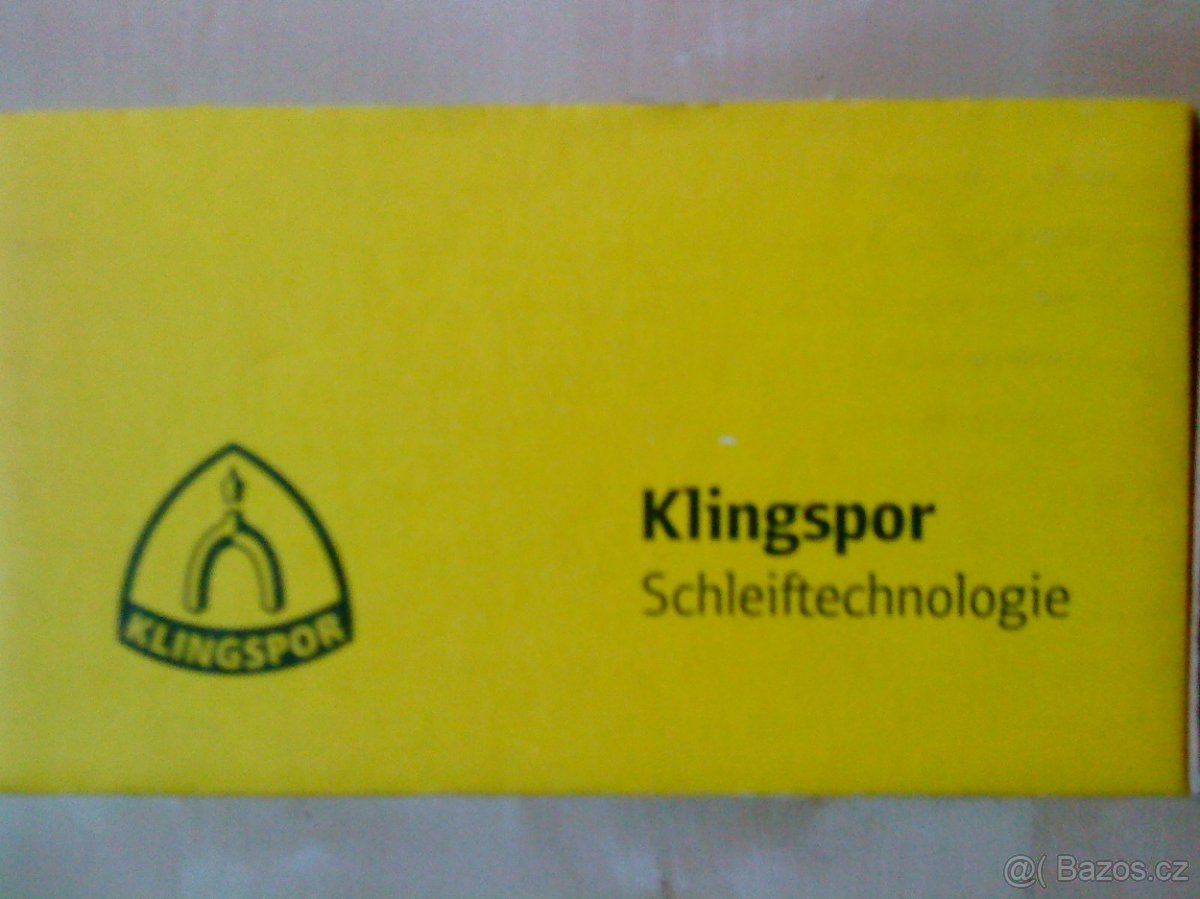 KLINGSPOR
Klingspor
Schleiftechnologie
@( Bazos.cz